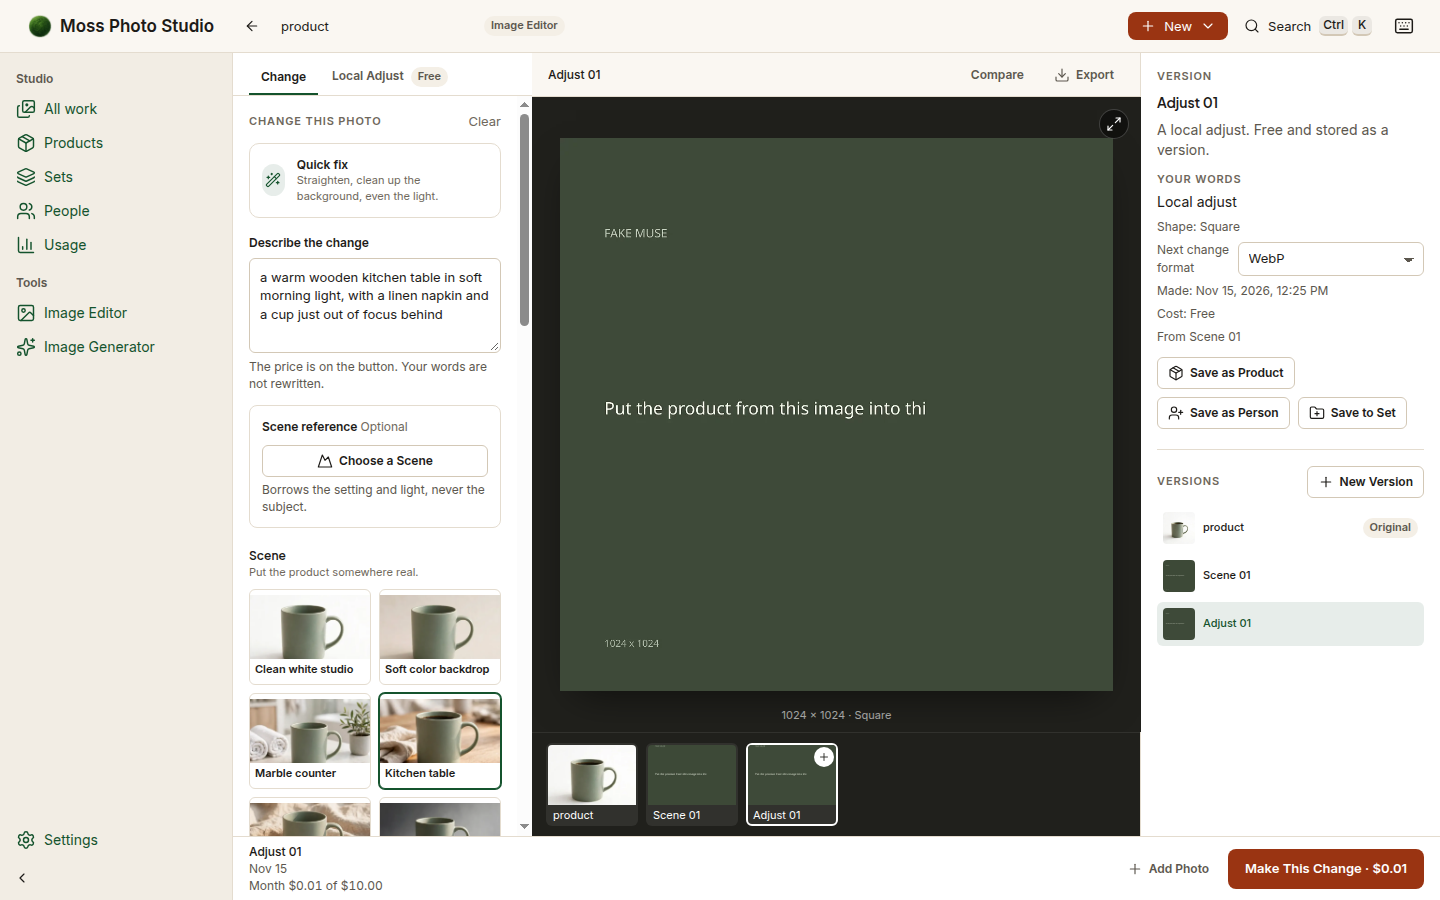 Moss Photo Studio
product
Image Editor
New
Search
Ctrl
K
Studio
All work
Products
Sets
People
Usage
Tools
Image Editor
Image Generator
Settings
Change
Local Adjust
Free
CHANGE THIS PHOTO
Clear
Quick fix
Straighten, clean up the
background, even the light.
Describe the change
a warm wooden kitchen table in soft
morning light, with a linen napkin and
a cup just out of focus behind
The price is on the button. Your words are
not rewritten.
Scene reference Optional
Choose a Scene
Borrows the setting and light, never the
subject.
Scene
Put the product somewhere real.
Clean white studio
Soft color backdrop
Marble counter
Kitchen table
Adjust 01
Compare
Export
FAKE MUSE
Put the product from this image into thi
1024 x 1024
1024 × 1024 · Square
product
Scene 01
Adjust 01
VERSION
Adjust 01
A local adjust. Free and stored as a
version.
YOUR WORDS
Local adjust
Shape: Square
Next change
format
WebP
Made: Nov 15, 2026, 12:25 PM
Cost: Free
From Scene 01
Save as Product
Save as Person
Save to Set
VERSIONS
New Version
product
Original
Scene 01
Adjust 01
Adjust 01
Nov 15
Month $0.01 of $10.00
Add Photo
Make This Change · $0.01